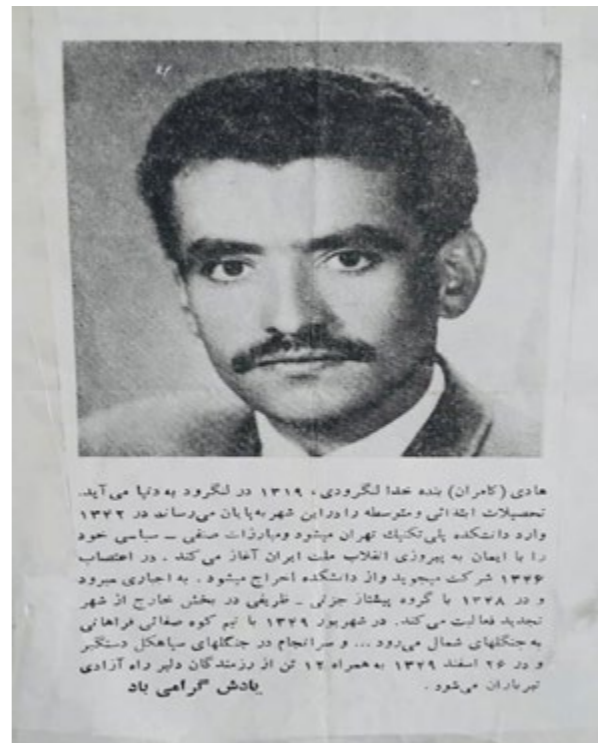 هادی (کامران) بنده خدا لنگرودی، ۱۳۱۹ در لنگرود به دنیا می‌آید.
تحصیلات ابتدائی ومتوسطه را دراین شهر به پایان می‌رساند در ۱۳۴۲
وارد دانشکده پلی‌تکنیک تهران میشود ومبارزات صنفی ـ سیاسی خود
را با ایمان به پیروزی انقلاب ملت ایران آغاز می‌کند . در اعتصاب
۱۳۴۶ شرکت میجوید واز دانشکده اخراج میشود . به اجباری میرود
و در ۱۳۴۸ با گروه پیشتاز جزنی ـ ظریفی در بخش خارج از شهر
تجدید فعالیت می‌کند. در شهریور ۱۳۴۹ با تیم کوه صفائی فراهانی
به جنگلهای شمال می‌رود ... و سرانجام در جنگلهای سیاهکل دستگیر
و در ۲۶ اسفند ۱۳۴۹ به همراه ۱۲ تن از رزمندگان دلیر راه آزادی
تیرباران می‌شود . یادش گرامی باد